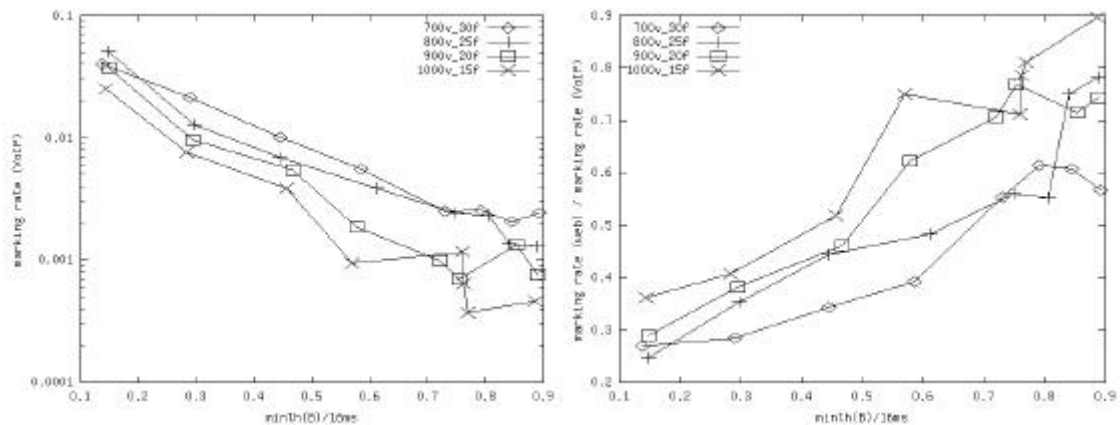 0.1
0.01
0.001
0.0001
marking rate (VoIP)
700v_30f
800v_25f
900v_20f
1000v_15f
0.1 0.2 0.3 0.4 0.5 0.6 0.7 0.8 0.9
minth(B)/16ms
0.9
0.8
0.7
0.6
0.5
0.4
0.3
0.2
marking rate (web) / marking rate (VoIP)
700v_30f
800v_25f
900v_20f
1000v_15f
0.1 0.2 0.3 0.4 0.5 0.6 0.7 0.8 0.9
minth(B)/16ms